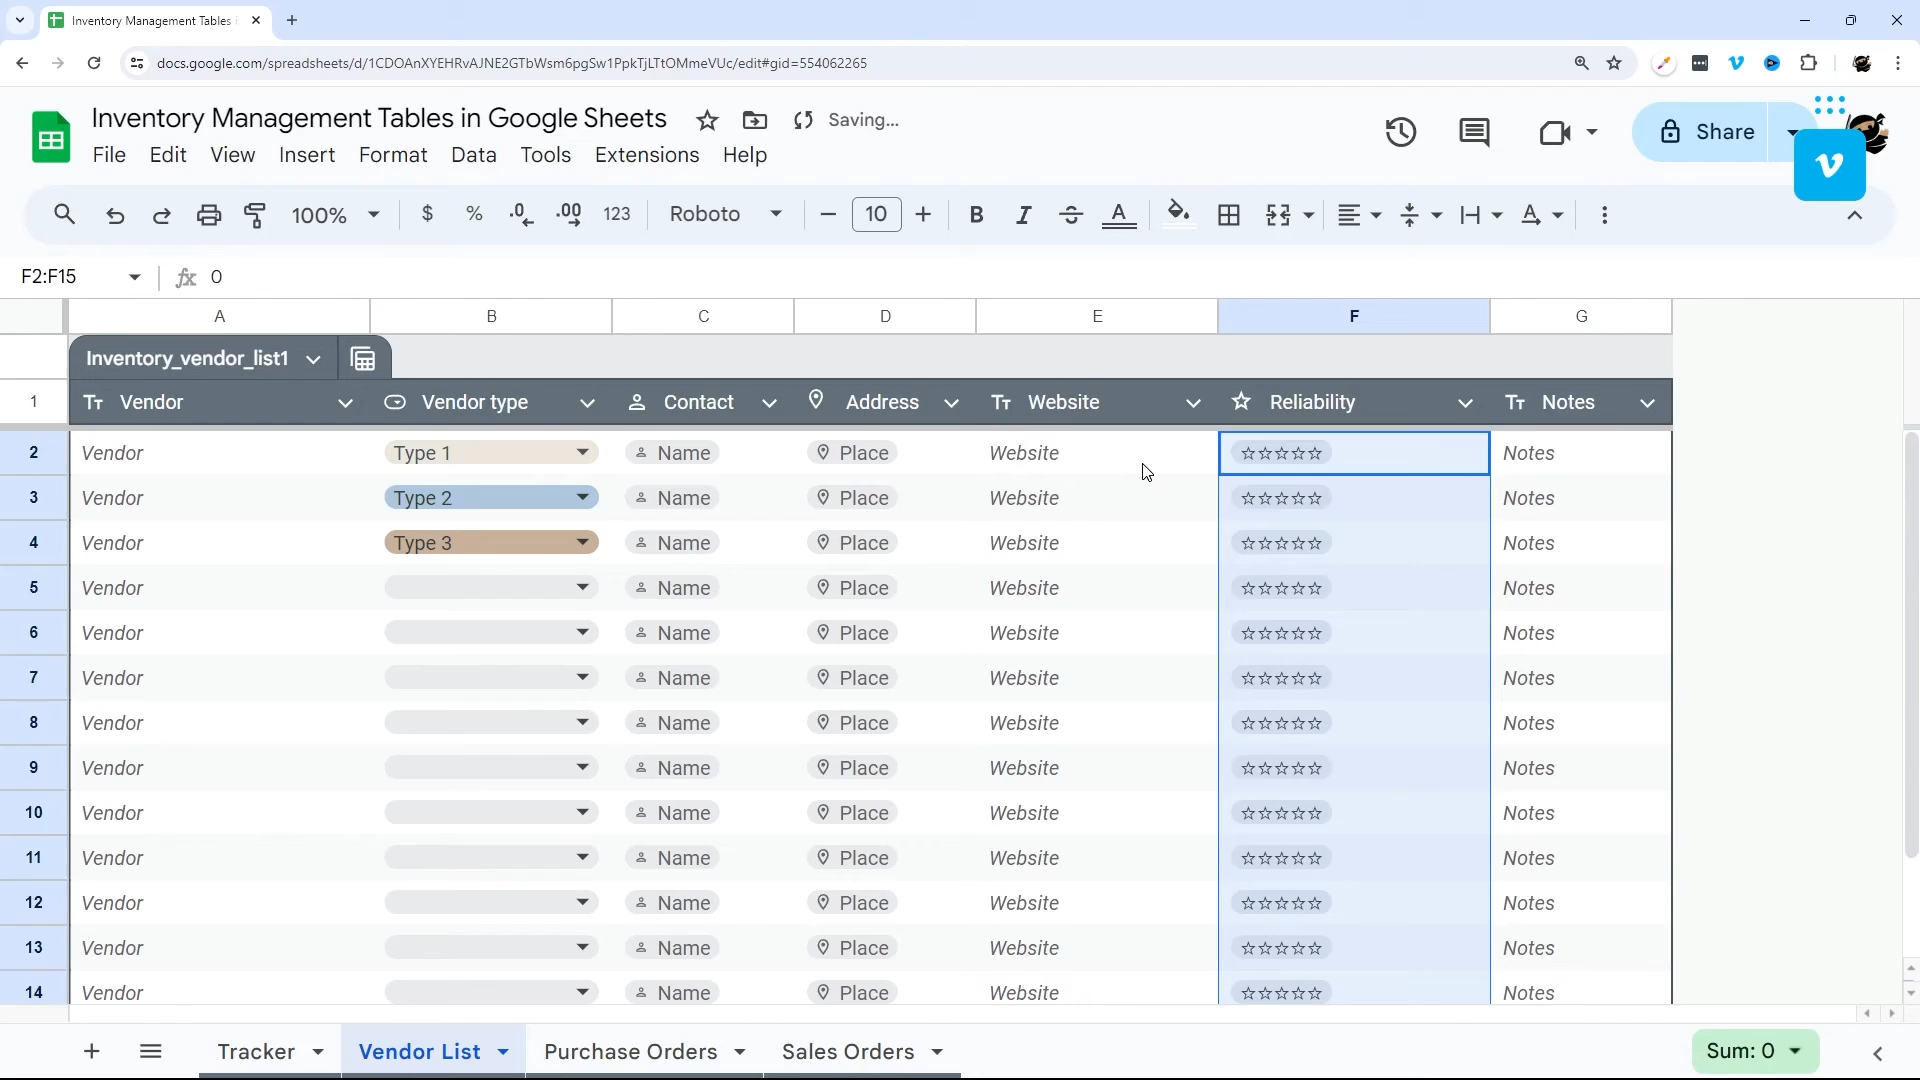 Inventory Management Tables i
docs.google.com/spreadsheets/d/1CDOAnXYEHRvAJNE2GTbWsm6pgSw1PpkTjLTtOMmeVUc/edit#gid=554062265
Inventory Management Tables in Google Sheets Saving...
File Edit View Insert Format Data Tools Extensions Help
Share
100% $ % .0 .00 123 Roboto 10 B I A
F2:F15 fx 0
A B C D E F G
Inventory_vendor_list1
1 Vendor Vendor type Contact Address Website Reliability Notes
2 Vendor Type 1 Name Place Website ☆☆☆☆☆ Notes
3 Vendor Type 2 Name Place Website ☆☆☆☆☆ Notes
4 Vendor Type 3 Name Place Website ☆☆☆☆☆ Notes
5 Vendor Name Place Website ☆☆☆☆☆ Notes
6 Vendor Name Place Website ☆☆☆☆☆ Notes
7 Vendor Name Place Website ☆☆☆☆☆ Notes
8 Vendor Name Place Website ☆☆☆☆☆ Notes
9 Vendor Name Place Website ☆☆☆☆☆ Notes
10 Vendor Name Place Website ☆☆☆☆☆ Notes
11 Vendor Name Place Website ☆☆☆☆☆ Notes
12 Vendor Name Place Website ☆☆☆☆☆ Notes
13 Vendor Name Place Website ☆☆☆☆☆ Notes
14 Vendor Name Place Website ☆☆☆☆☆ Notes
Tracker Vendor List Purchase Orders Sales Orders Sum: 0